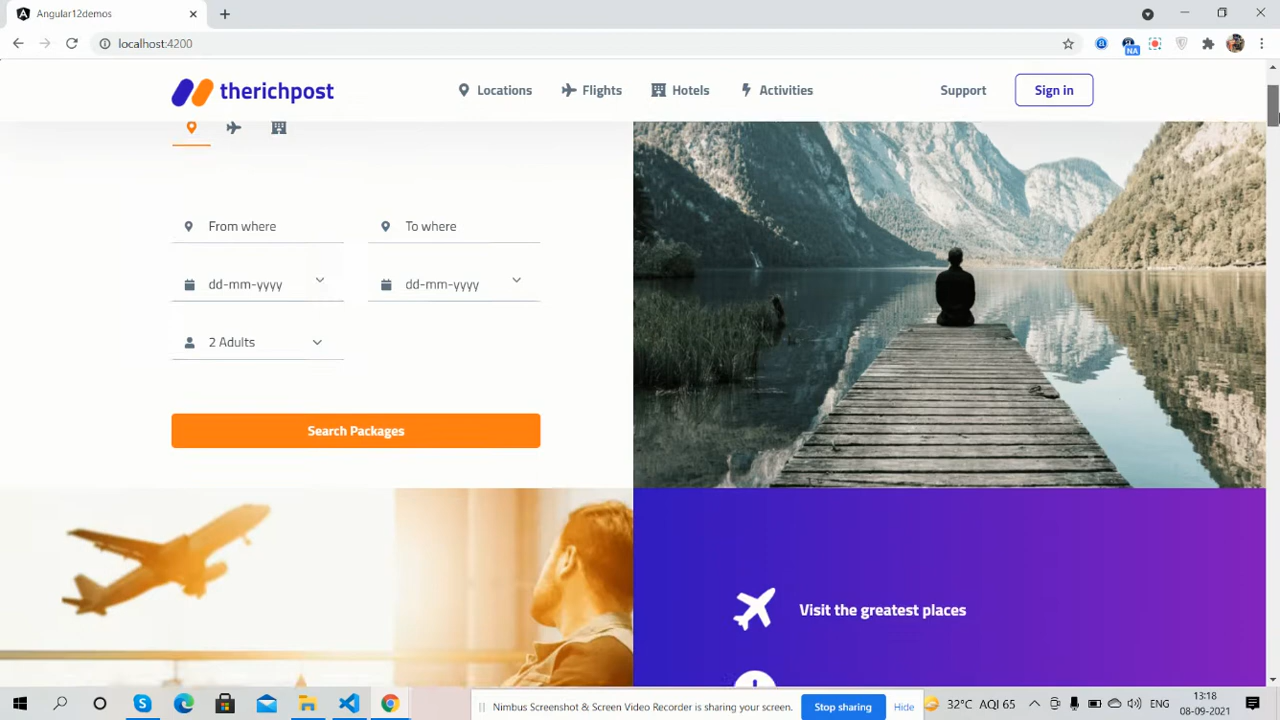 Angular12demos
localhost:4200
NA
therichpost
Locations
Flights
Hotels
Activities
Support
Sign in
From where
To where
dd-mm-yyyy
dd-mm-yyyy
2 Adults
Search Packages
Visit the greatest places
Nimbus Screenshot & Screen Video Recorder is sharing your screen.
Stop sharing
Hide
32°C AQI 65
ENG
13:18
08-09-2021